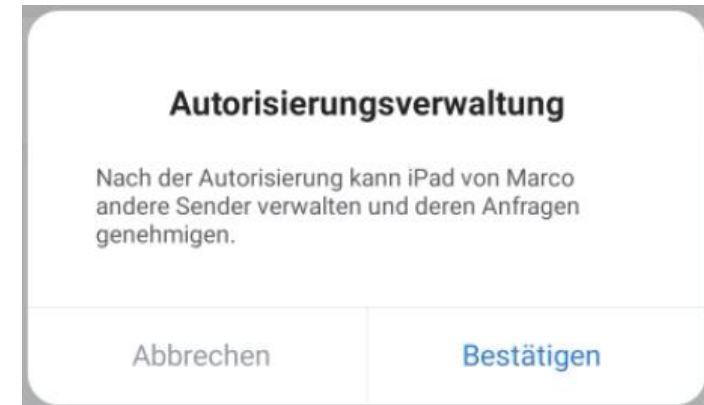 Autorisierungsverwaltung
Nach der Autorisierung kann iPad von Marco
andere Sender verwalten und deren Anfragen
genehmigen.
Abbrechen
Bestätigen